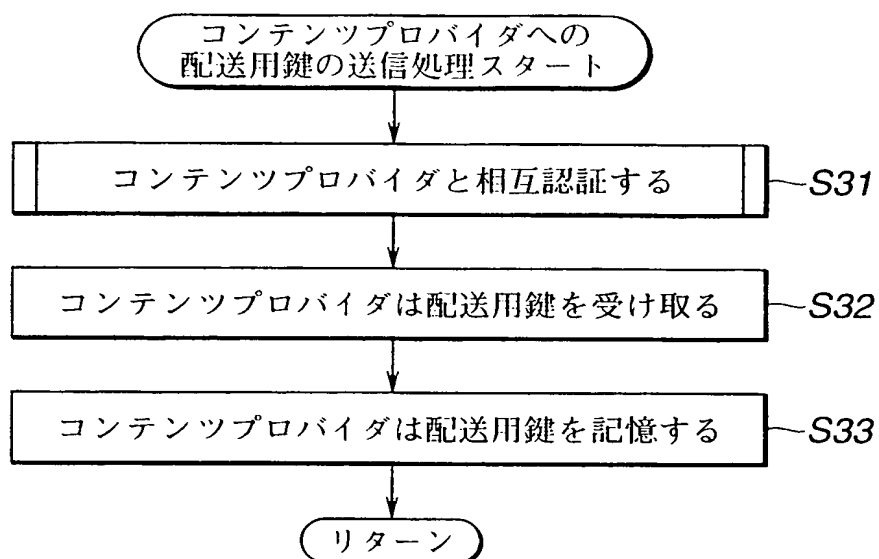 コンテンツプロバイダへの
配送用鍵の送信処理スタート
コンテンツプロバイダと相互認証する
S31
コンテンツプロバイダは配送用鍵を受け取る
S32
コンテンツプロバイダは配送用鍵を記憶する
S33
リターン